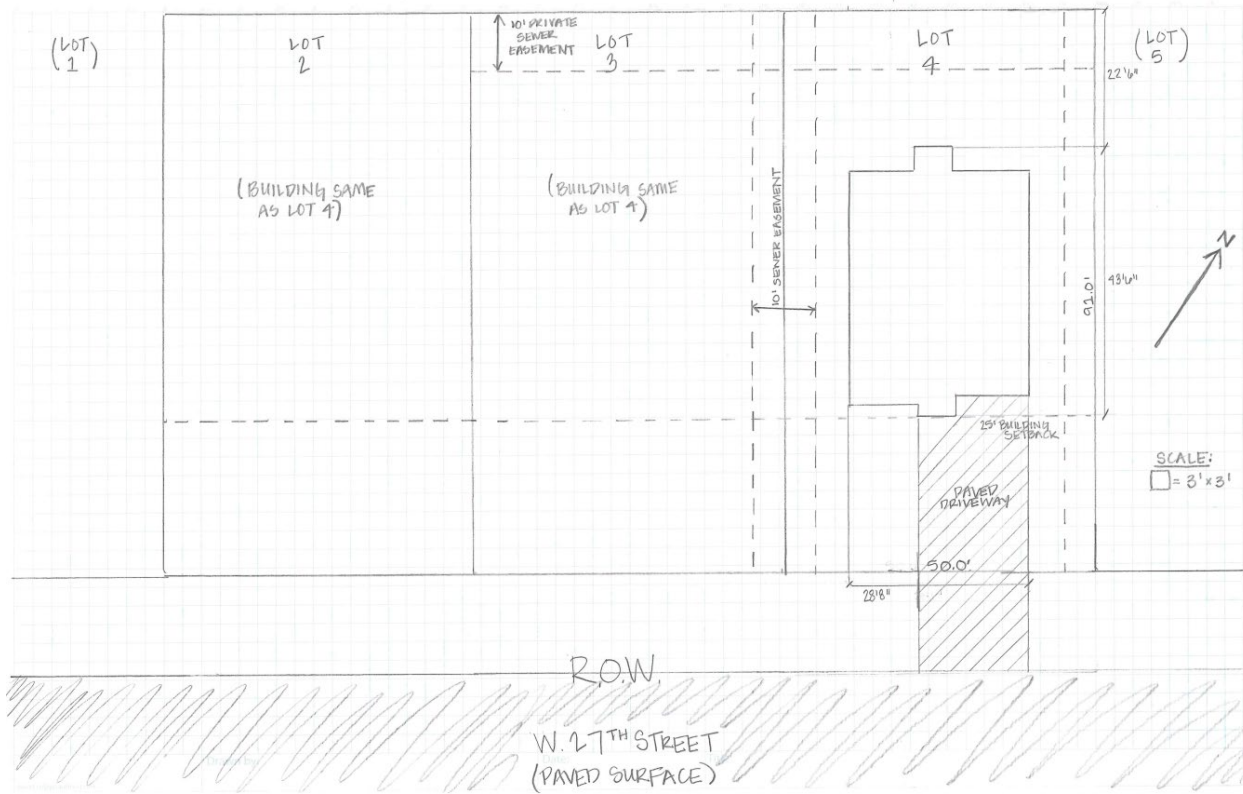 (LOT
1)
LOT
2
10' PRIVATE
SEWER
EASEMENT
LOT
3
LOT
4
(LOT)
5
22'6"
(BUILDING SAME
AS LOT 4)
(BUILDING SAME
AS LOT 4)
10' SEWER EASEMENT
43'6"
91.0'
N
25' BUILDING
SETBACK
SCALE:
= 3' x 3'
PAVED
DRIVEWAY
50.0'
28'8"
R.O.W.
W. 27TH STREET
(PAVED SURFACE)